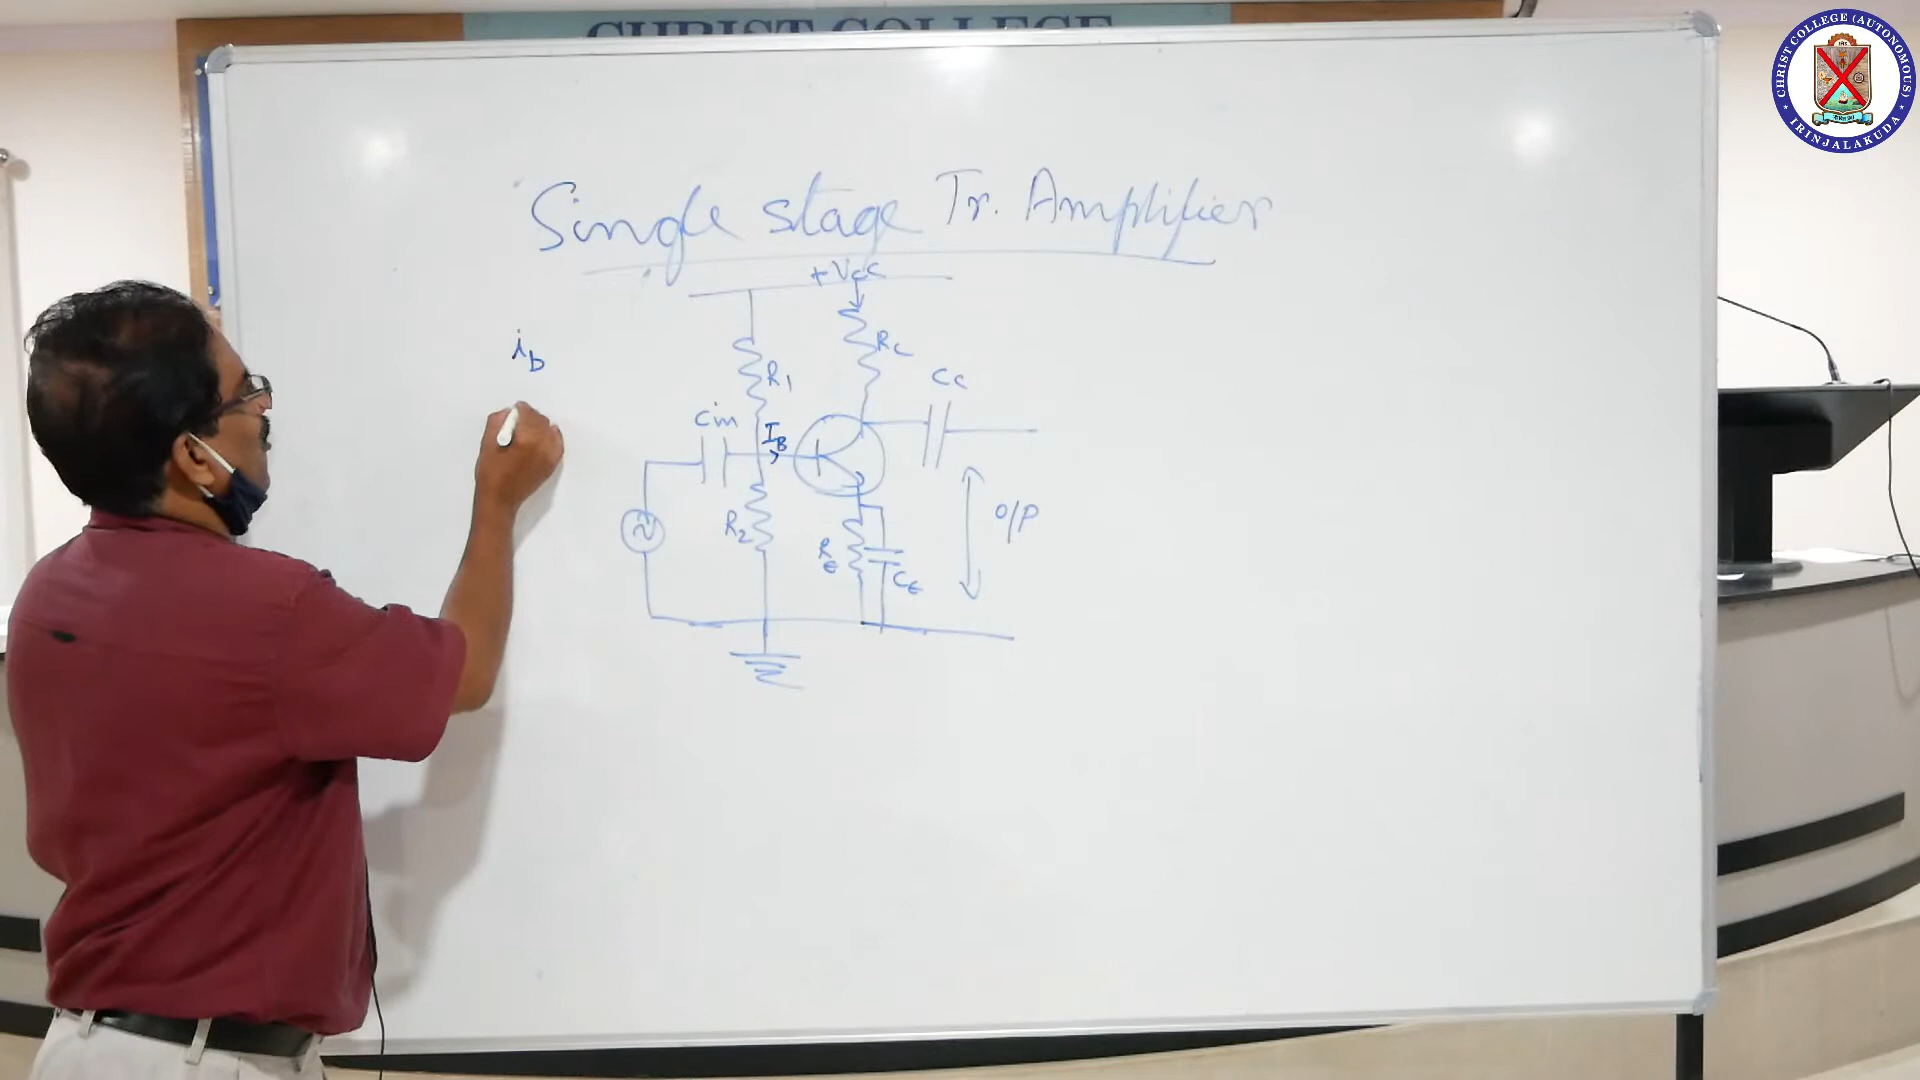 CHRIST COLLEGE
CHRIST COLLEGE (AUTONOMOUS)
IRINJALAKUDA
Single stage Tr. Amplifier
+Vcc
ib
R1
Rc
Cc
Cin
IB
R2
RE
CE
O/P